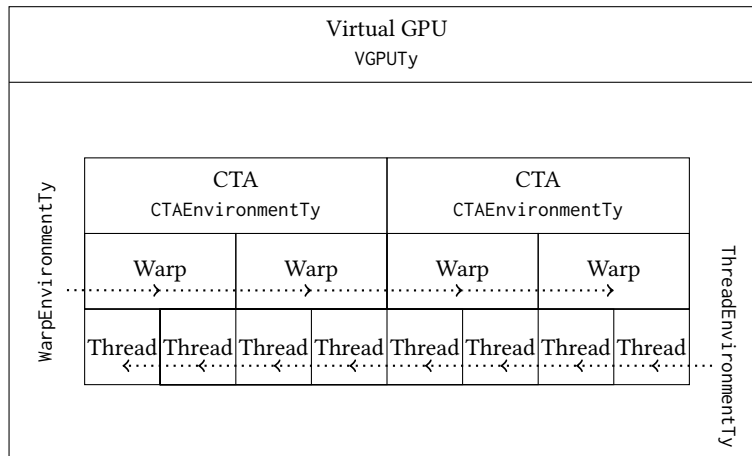 Virtual GPU
VGPUTy
CTA CTA
CTAEnvironmentTy CTAEnvironmentTy
WarpEnvironmentTy
Warp Warp Warp Warp
ThreadEnvironmentTy
Thread Thread Thread Thread Thread Thread Thread Thread